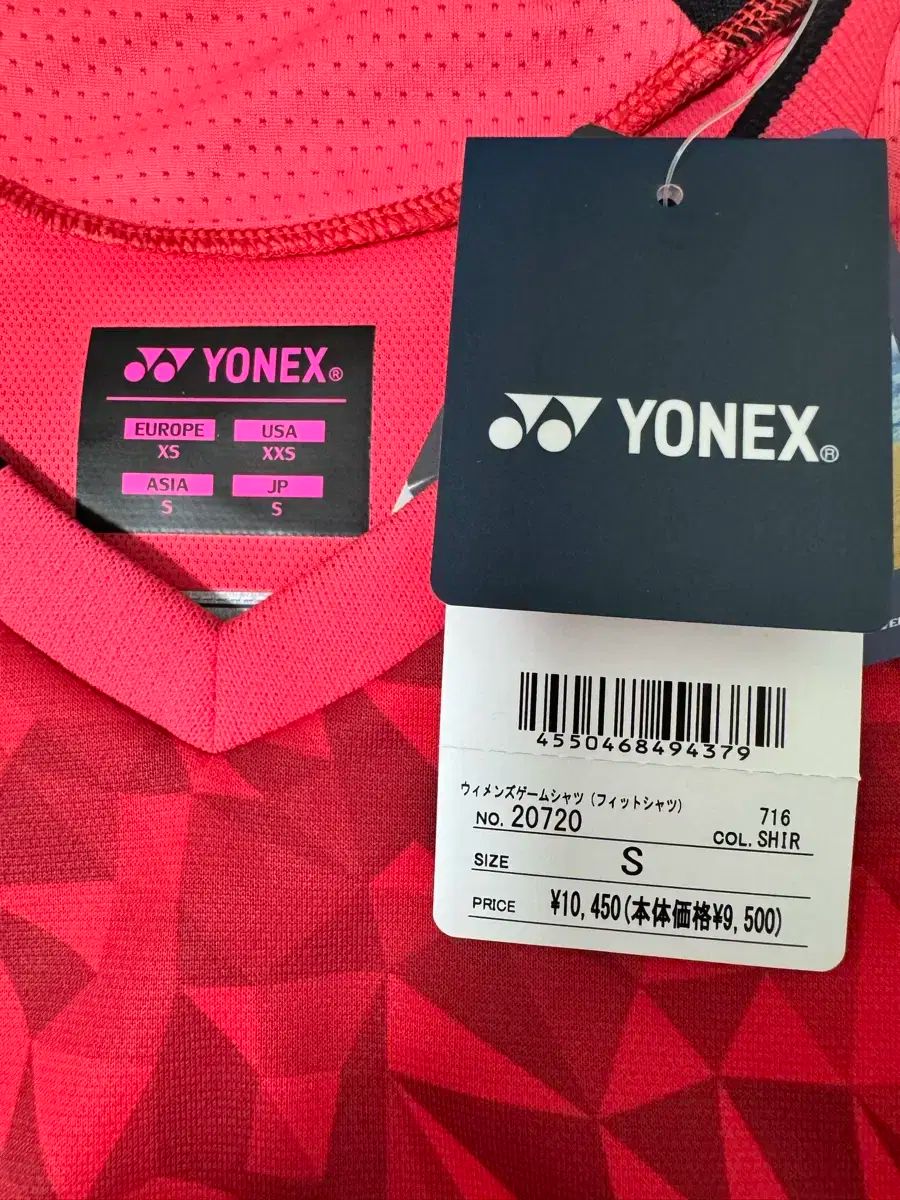 YONEX®
EUROPE USA
XS XXS
ASIA JP
S S
YONEX®
4550468494379
ウィメンズゲームシャツ（フィットシャツ）
NO. 20720
716
COL. SHIR
SIZE S
PRICE ¥10,450(本体価格¥9,500)